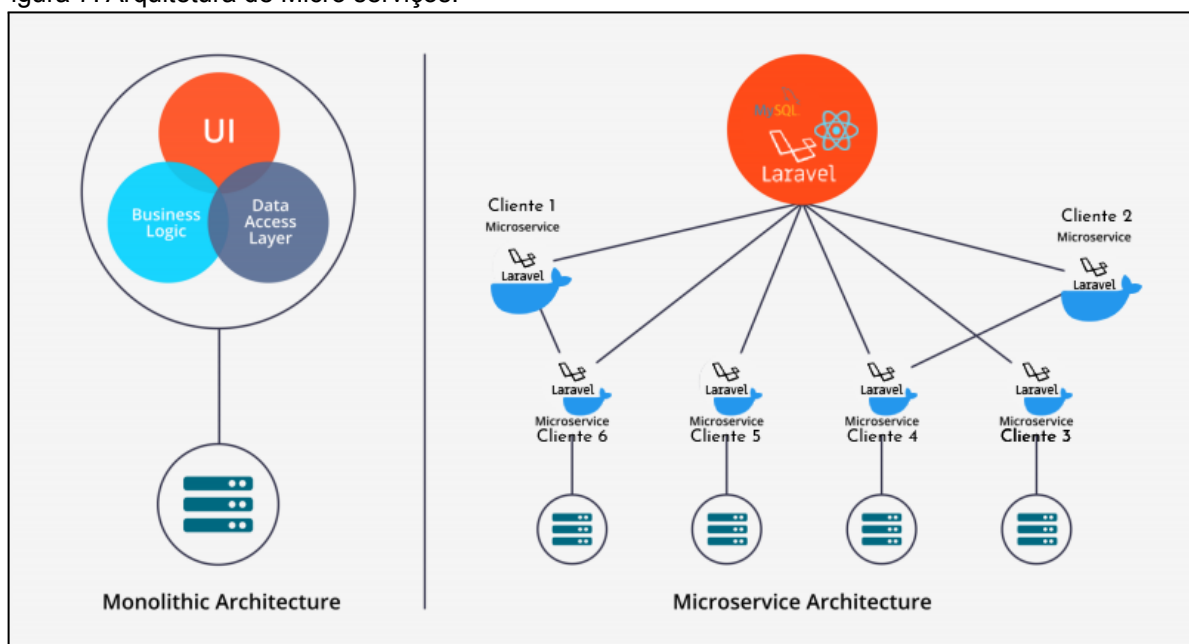 igura 1: Arquitetura de Micro serviços.
UI
Business
Logic
Data
Access
Layer
Monolithic Architecture
MySQL
Laravel
Cliente 1
Microservice
Laravel
Cliente 2
Microservice
Laravel
Laravel
Microservice
Cliente 6
Laravel
Microservice
Cliente 5
Laravel
Microservice
Cliente 4
Laravel
Microservice
Cliente 3
Microservice Architecture